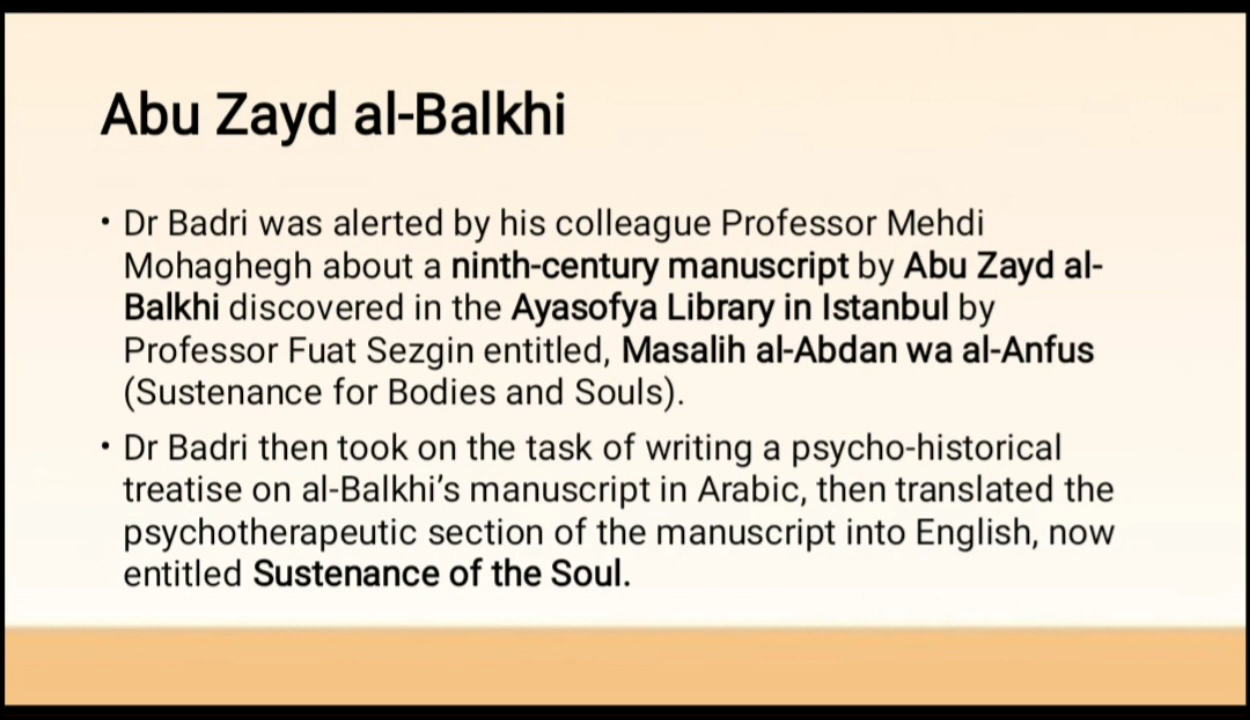 Abu Zayd al-Balkhi
• Dr Badri was alerted by his colleague Professor Mehdi
Mohaghegh about a ninth-century manuscript by Abu Zayd al-
Balkhi discovered in the Ayasofya Library in Istanbul by
Professor Fuat Sezgin entitled, Masalih al-Abdan wa al-Anfus
(Sustenance for Bodies and Souls).
• Dr Badri then took on the task of writing a psycho-historical
treatise on al-Balkhi’s manuscript in Arabic, then translated the
psychotherapeutic section of the manuscript into English, now
entitled Sustenance of the Soul.